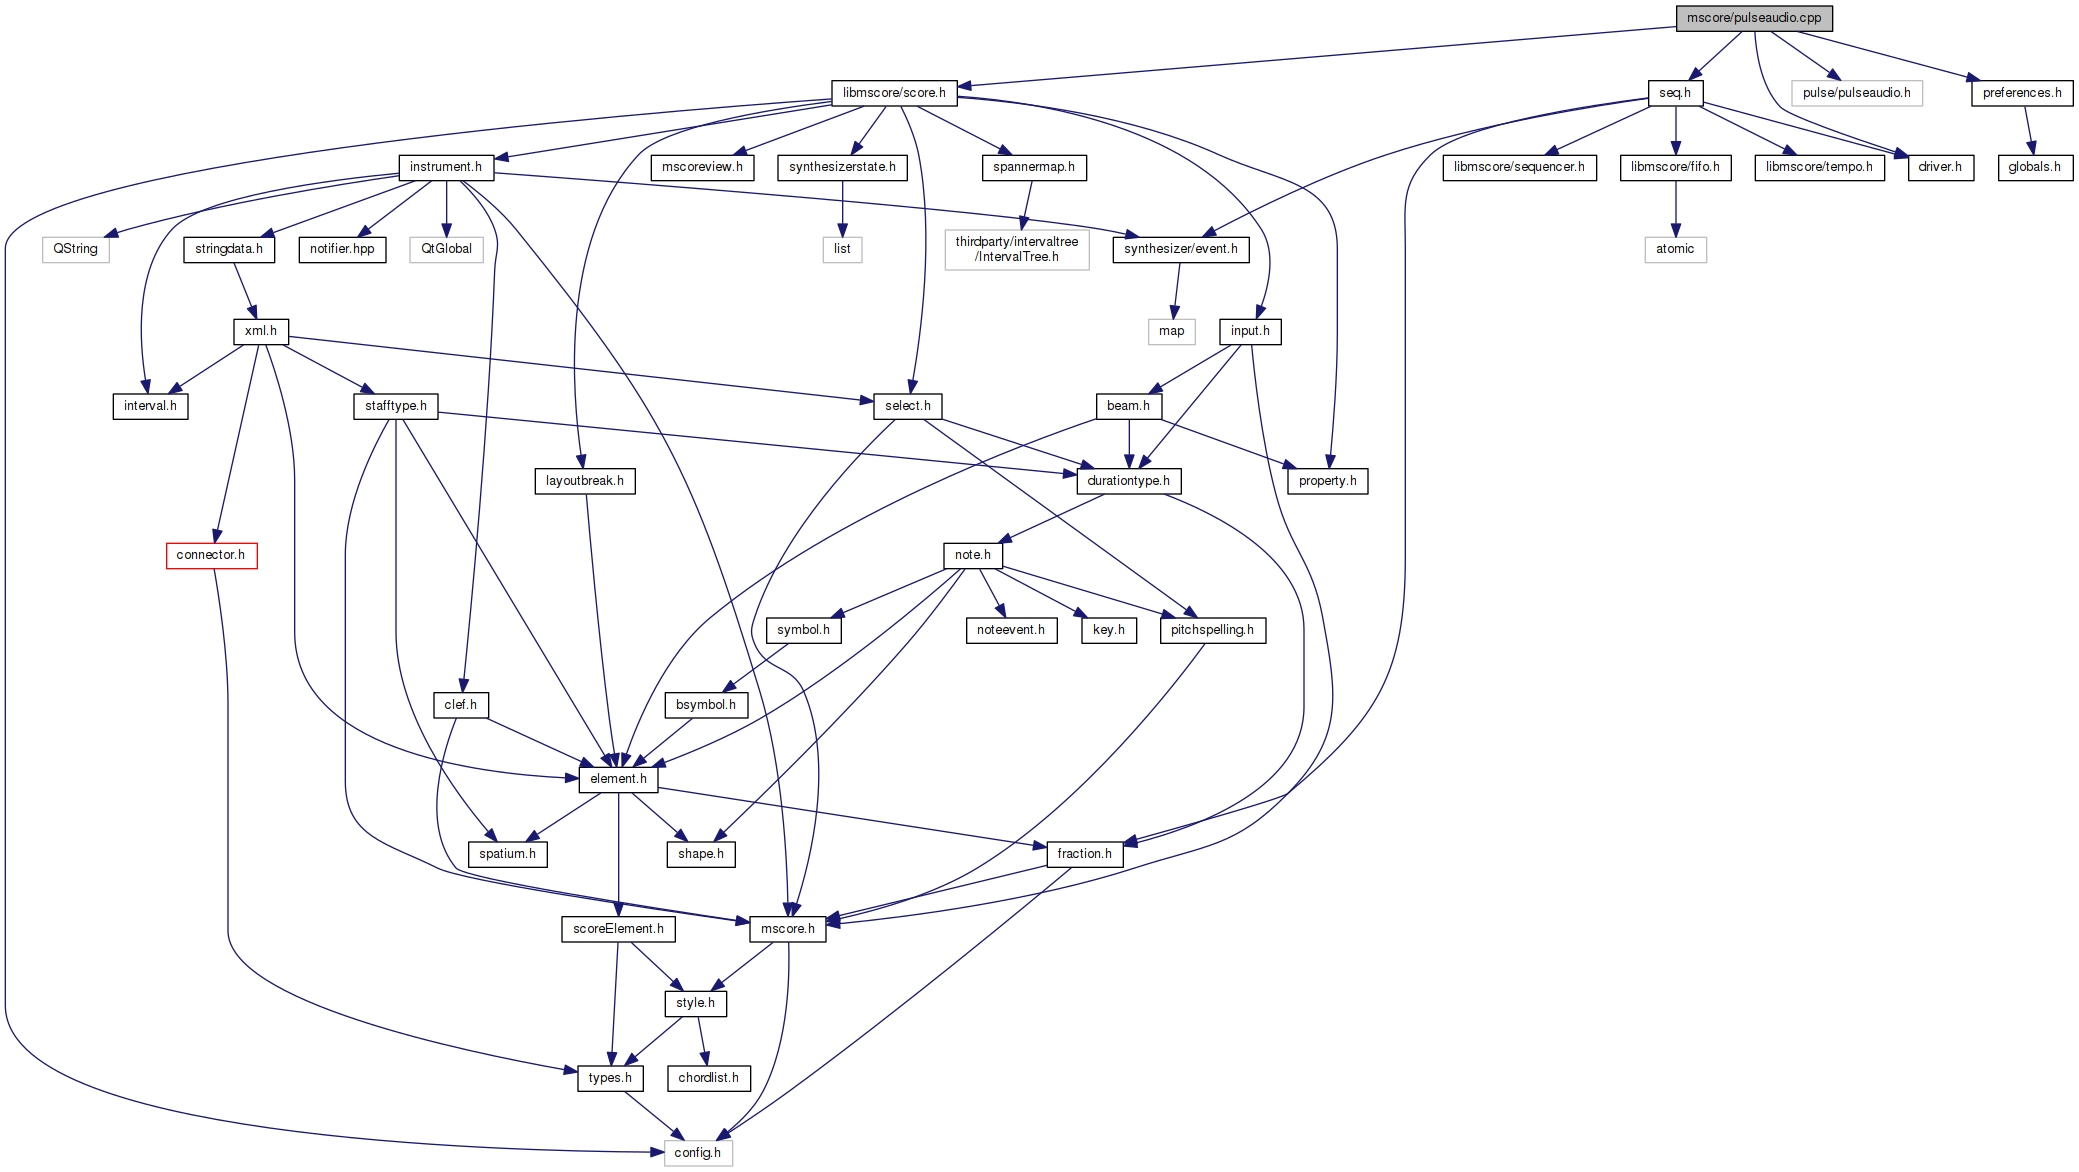 mscore/pulseaudio.cpp
libmscore/score.h
seq.h
pulse/pulseaudio.h
preferences.h
instrument.h
mscoreview.h
synthesizerstate.h
spannermap.h
libmscore/sequencer.h
libmscore/fifo.h
libmscore/tempo.h
driver.h
globals.h
QString
stringdata.h
notifier.hpp
QtGlobal
list
thirdparty/intervaltree
/IntervalTree.h
synthesizer/event.h
atomic
xml.h
map
input.h
interval.h
stafftype.h
select.h
beam.h
layoutbreak.h
durationtype.h
property.h
connector.h
note.h
symbol.h
noteevent.h
key.h
pitchspelling.h
clef.h
bsymbol.h
element.h
spatium.h
shape.h
fraction.h
scoreElement.h
mscore.h
style.h
types.h
chordlist.h
config.h